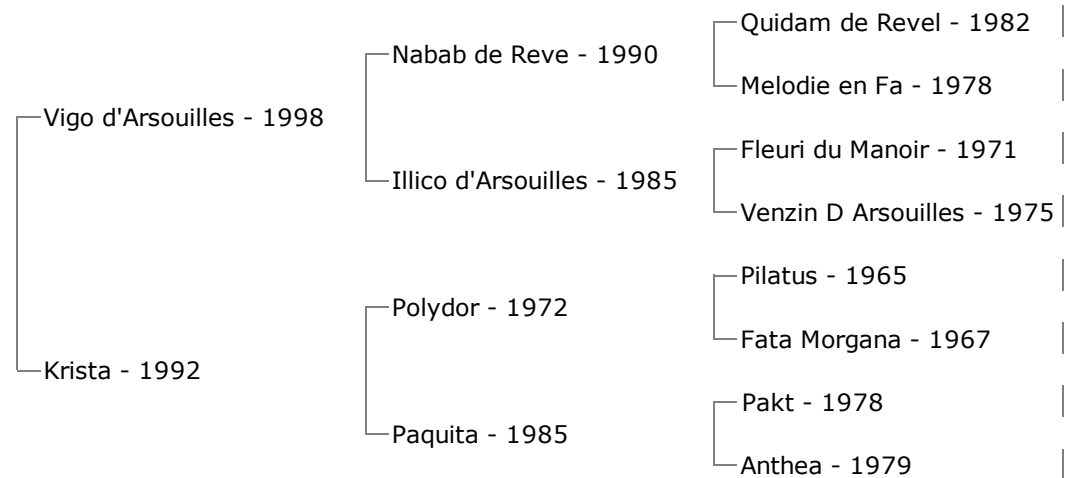 Quidam de Revel - 1982
Nabab de Reve - 1990
Melodie en Fa - 1978
Vigo d'Arsouilles - 1998
Fleuri du Manoir - 1971
Illico d'Arsouilles - 1985
Venzin D Arsouilles - 1975
Pilatus - 1965
Polydor - 1972
Fata Morgana - 1967
Krista - 1992
Pakt - 1978
Paquita - 1985
Anthea - 1979